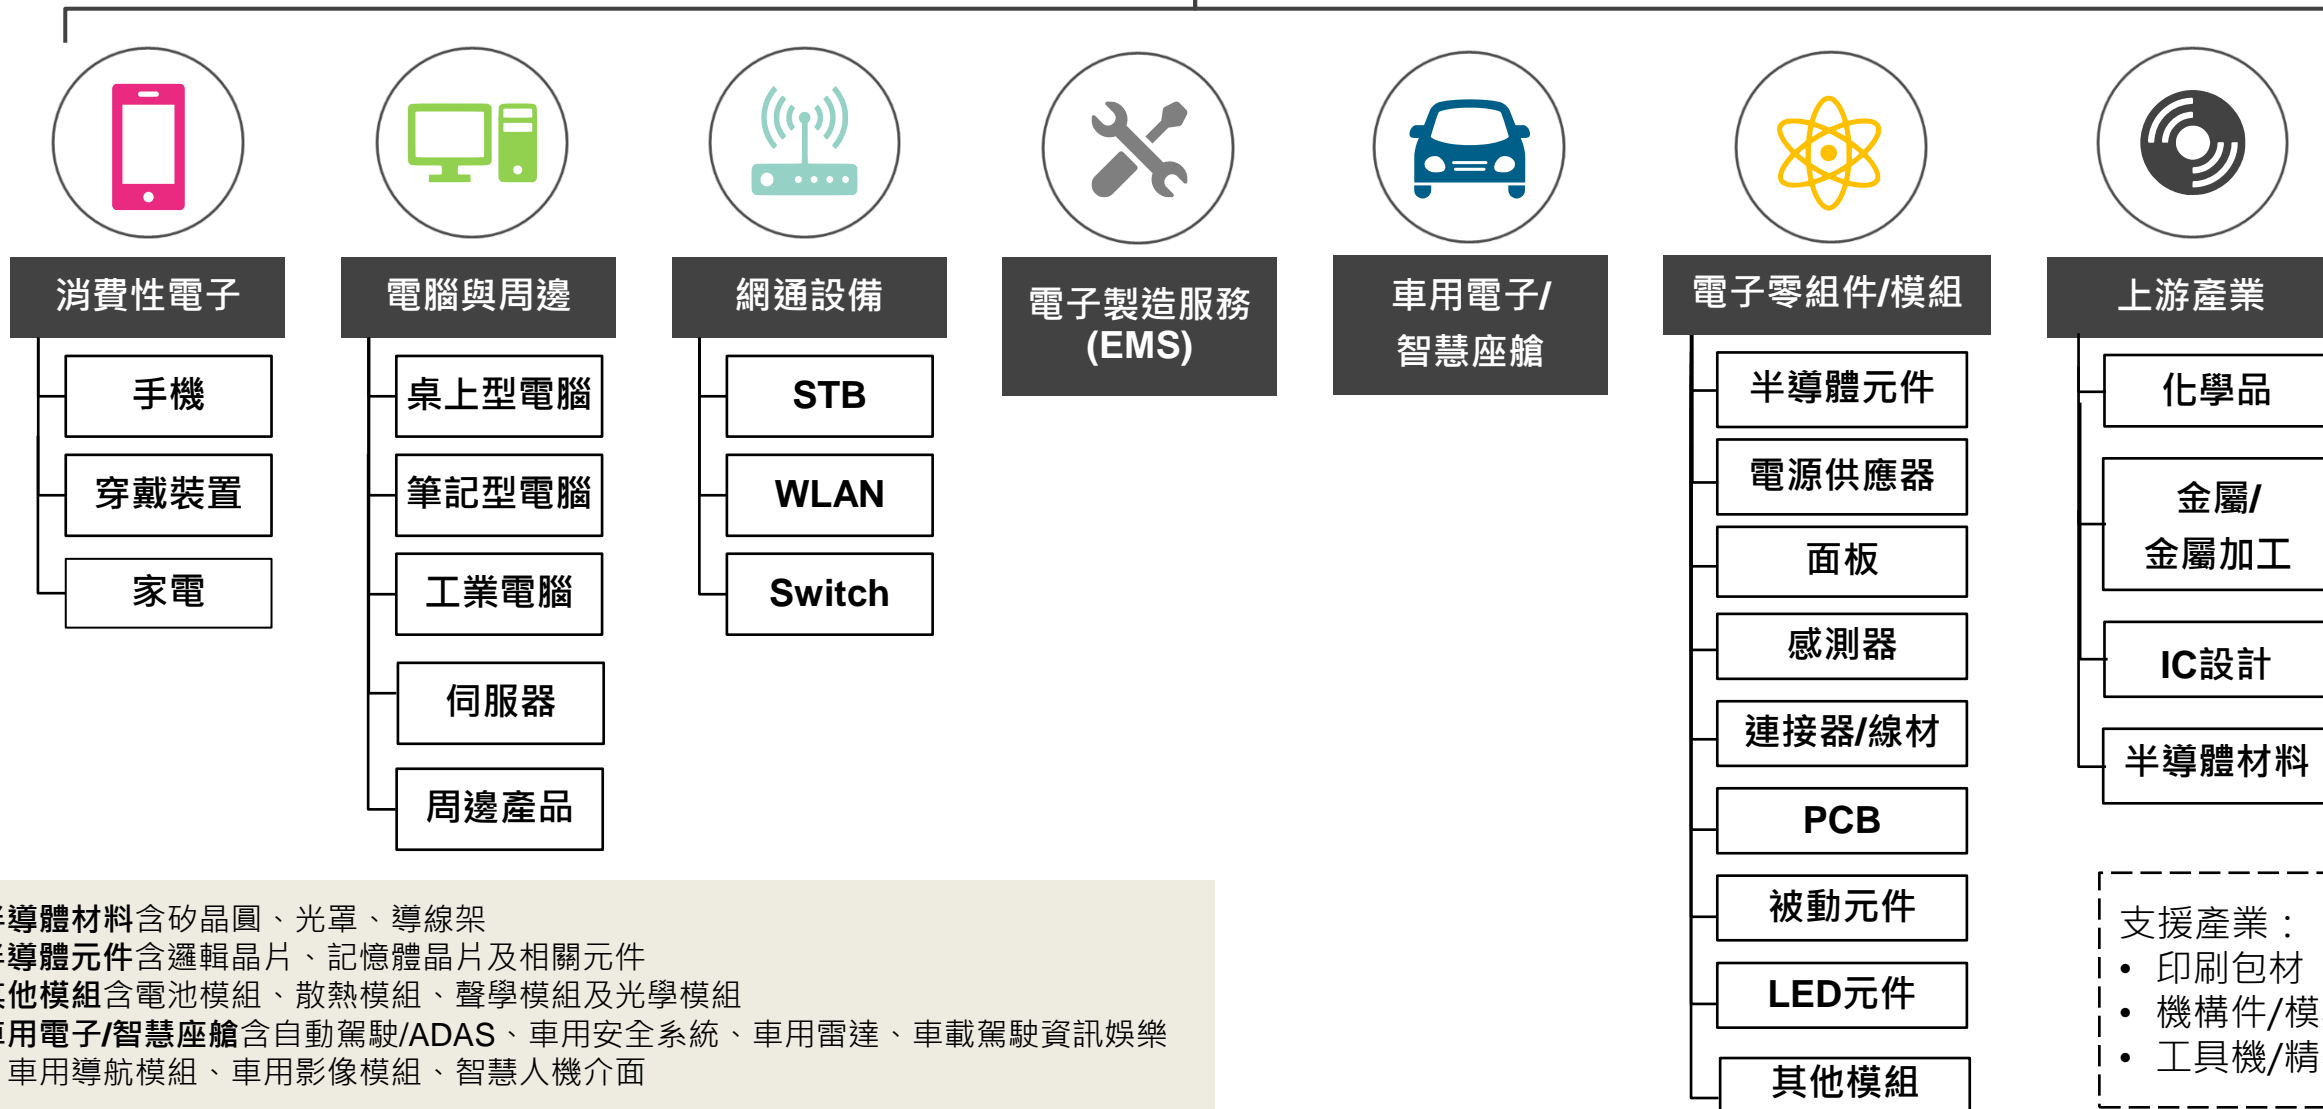 消費性電子
手機
穿戴裝置
家電
電腦與周邊
桌上型電腦
筆記型電腦
工業電腦
伺服器
周邊產品
網通設備
STB
WLAN
Switch
電子製造服務
(EMS)
車用電子/
智慧座艙
電子零組件/模組
半導體元件
電源供應器
面板
感測器
連接器/線材
PCB
被動元件
LED元件
其他模組
上游產業
化學品
金屬/
金屬加工
IC設計
半導體材料
半導體材料含矽晶圓、光罩、導線架
半導體元件含邏輯晶片、記憶體晶片及相關元件
其他模組含電池模組、散熱模組、聲學模組及光學模組
車用電子/智慧座艙含自動駕駛/ADAS、車用安全系統、車用雷達、車載駕駛資訊娛樂
車用導航模組、車用影像模組、智慧人機介面
支援產業：
• 印刷包材
• 機構件/模
• 工具機/精